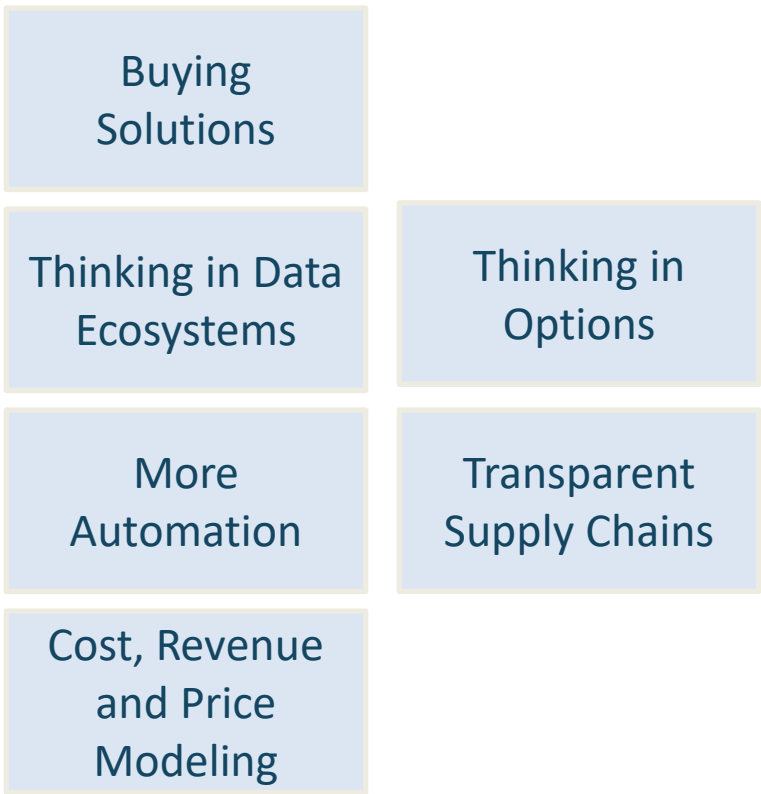 Buying
Solutions
Thinking in Data
Ecosystems
Thinking in
Options
More
Automation
Transparent
Supply Chains
Cost, Revenue
and Price
Modeling